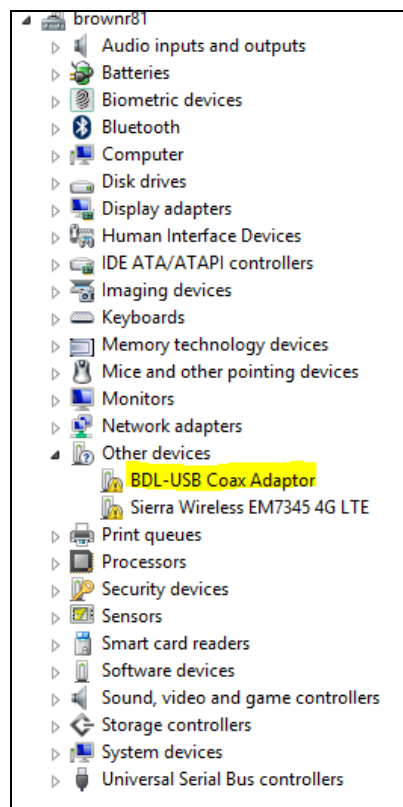 brownr81
Audio inputs and outputs
Batteries
Biometric devices
Bluetooth
Computer
Disk drives
Display adapters
Human Interface Devices
IDE ATA/ATAPI controllers
Imaging devices
Keyboards
Memory technology devices
Mice and other pointing devices
Monitors
Network adapters
Other devices
BDL-USB Coax Adaptor
Sierra Wireless EM7345 4G LTE
Print queues
Processors
Security devices
Sensors
Smart card readers
Software devices
Sound, video and game controllers
Storage controllers
System devices
Universal Serial Bus controllers